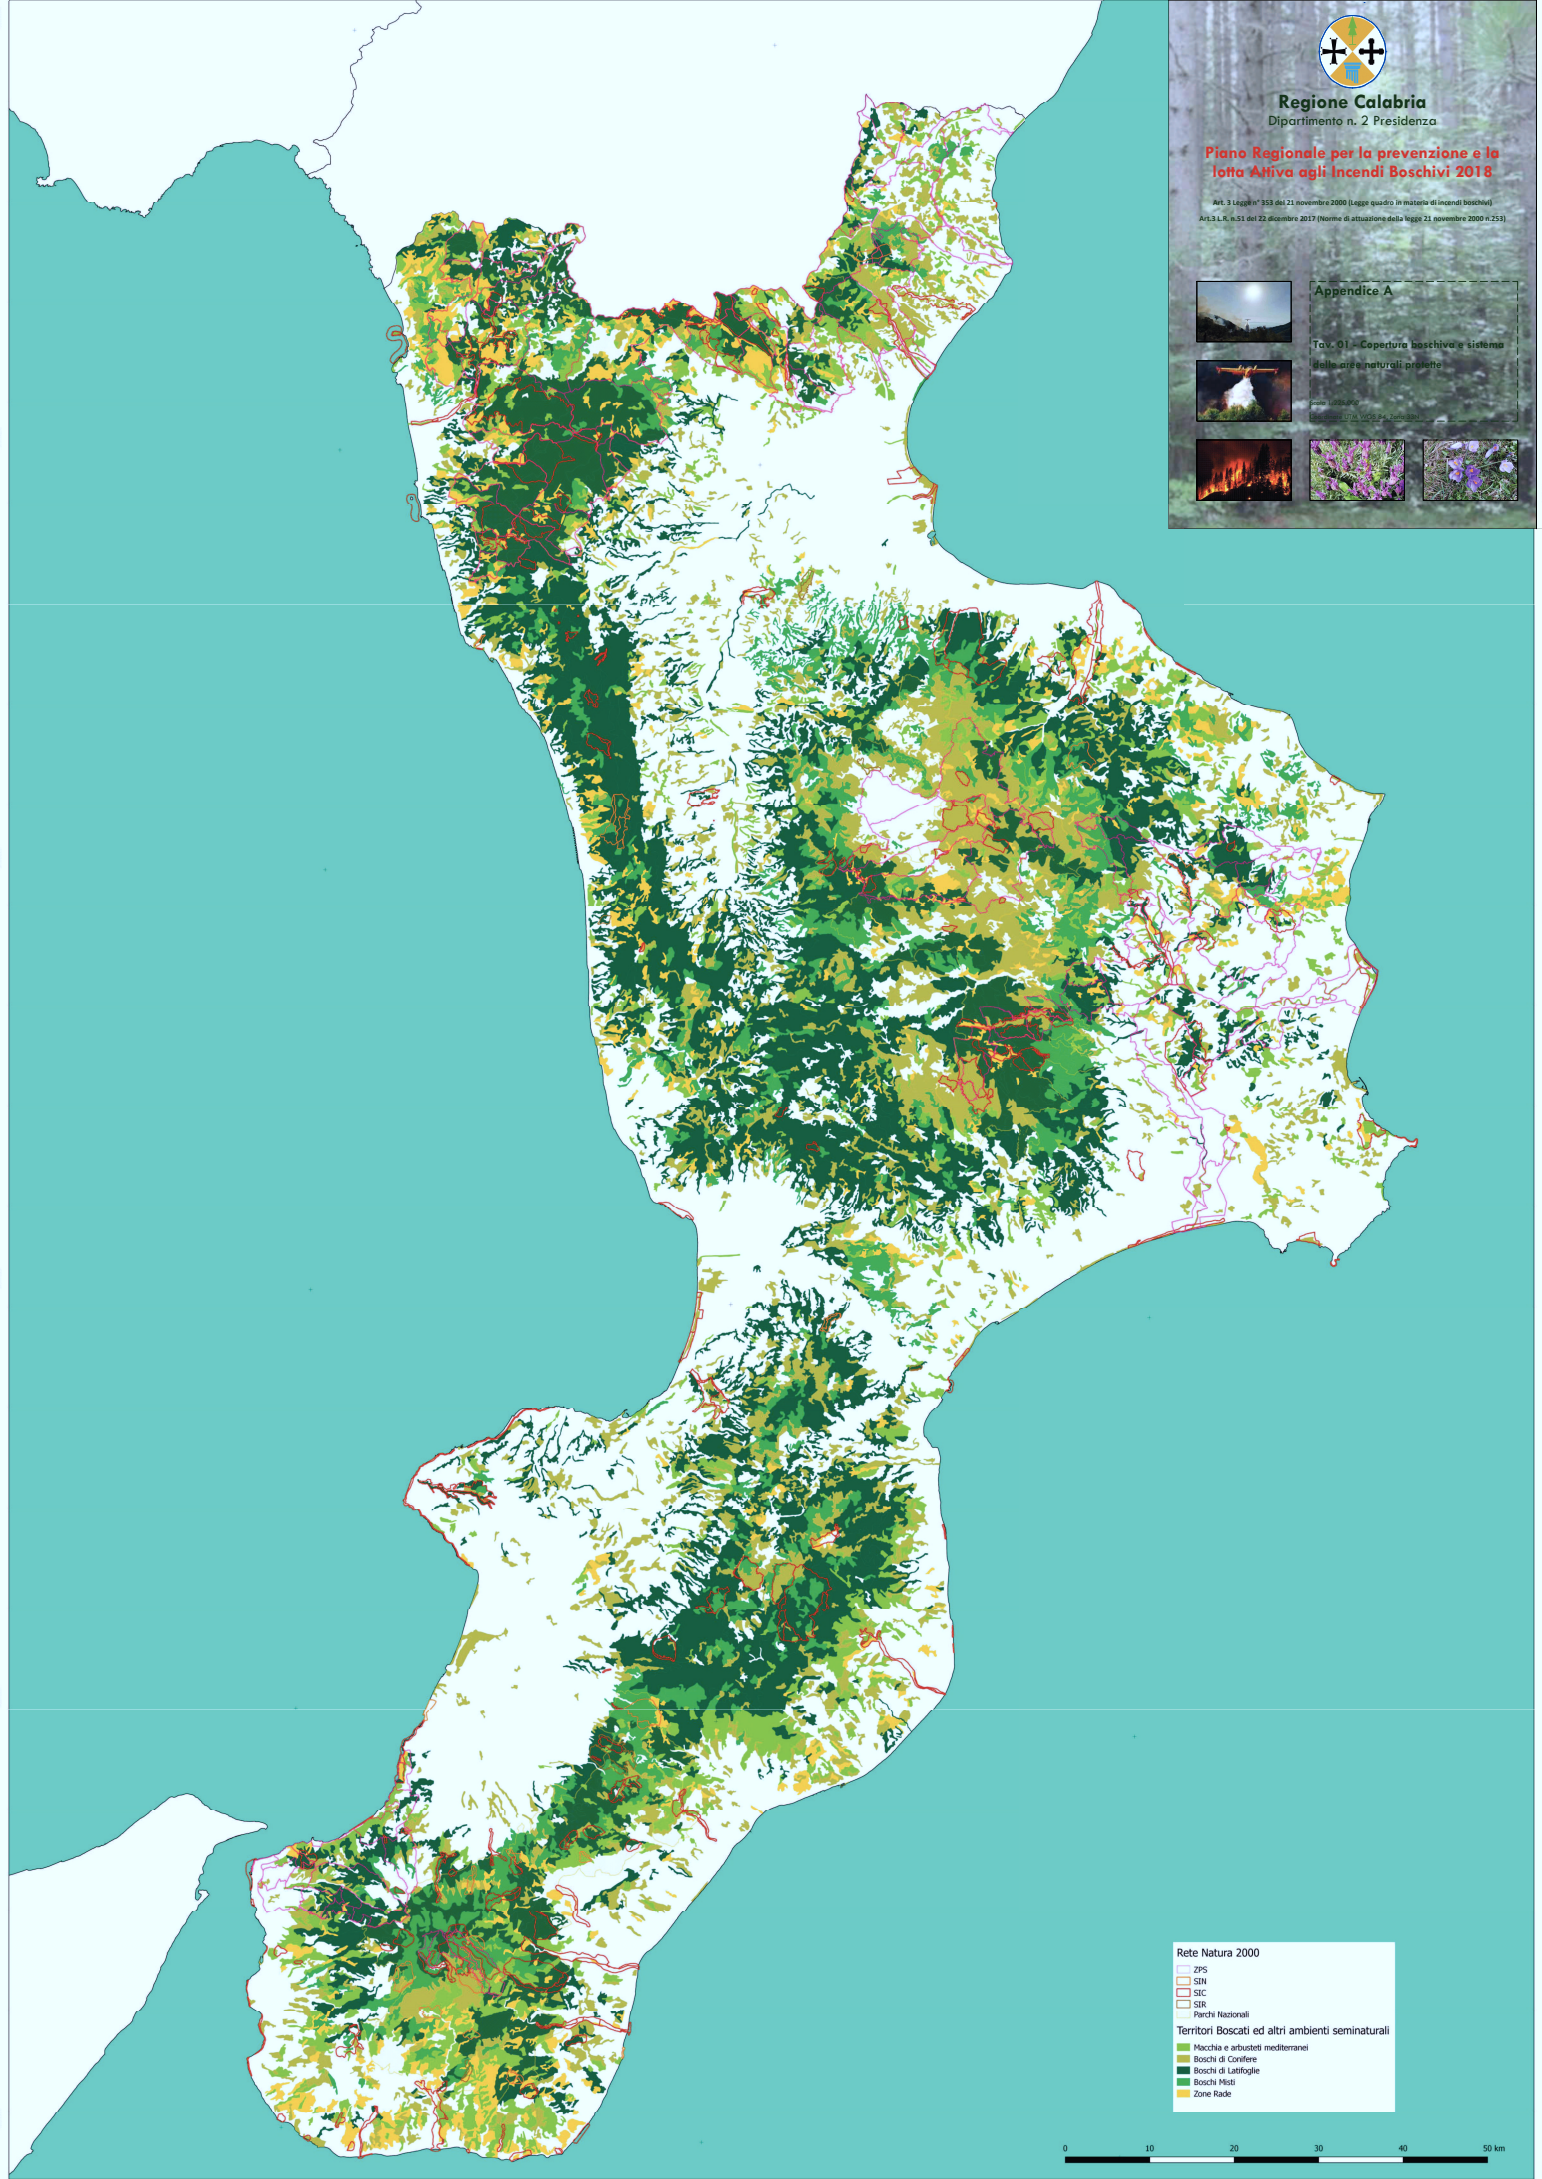 Regione Calabria
Dipartimento n. 2 Presidenza
Piano Regionale per la prevenzione e la
lotta Attiva agli Incendi Boschivi 2018
Art. 3 Legge n° 353 del 21 novembre 2000 (Legge quadro in materia di incendi boschivi)
Art.3 L.R. n.51 del 22 dicembre 2017 (Norme di attuazione della legge 21 novembre 2000 n.253)
Appendice A
Tav. 01 - Copertura boschiva e sistema
delle aree naturali protette
Rete Natura 2000
ZPS
SIN
SIC
SIR
Parchi Nazionali
Territori Boscati ed altri ambienti seminaturali
Macchia e arbusteti mediterranei
Boschi di Conifere
Boschi di Latifoglie
Boschi Misti
Zone Rade
0 10 20 30 40 50 km